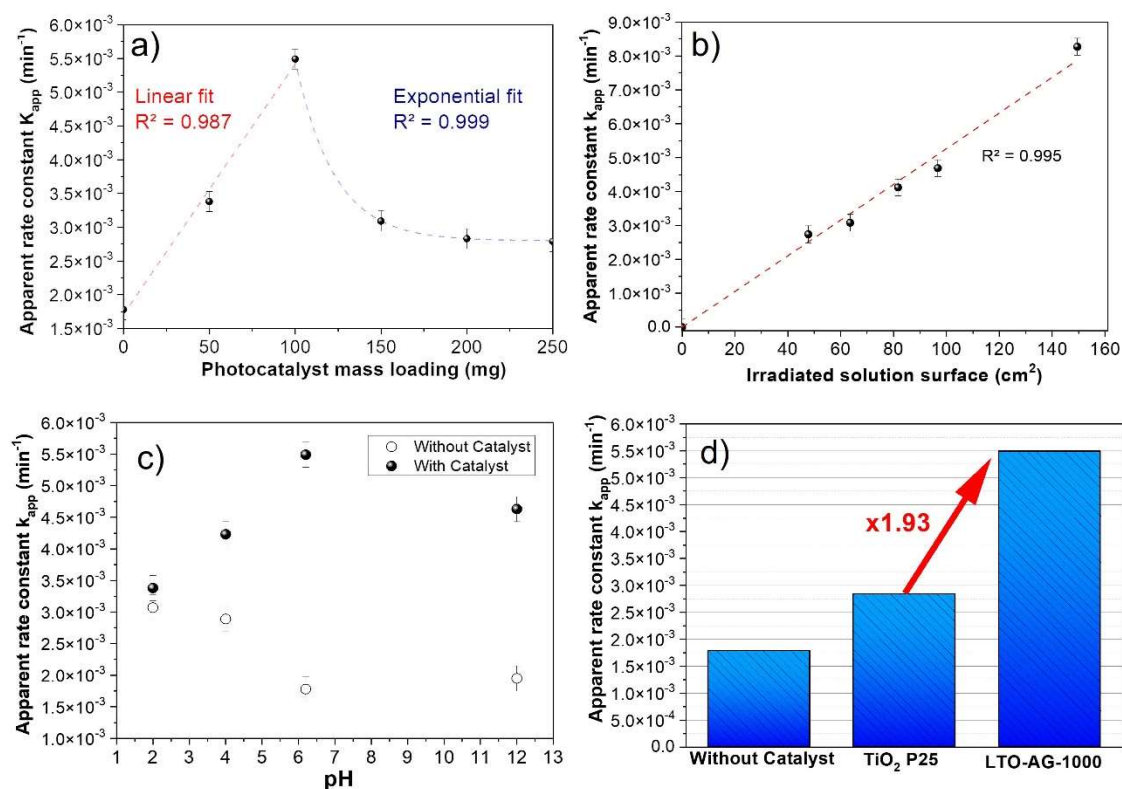 a)
Linear fit
R² = 0.987
Exponential fit
R² = 0.999
6.0×10⁻³
5.5×10⁻³
5.0×10⁻³
4.5×10⁻³
4.0×10⁻³
3.5×10⁻³
3.0×10⁻³
2.5×10⁻³
2.0×10⁻³
1.5×10⁻³
Apparent rate constant K_app (min⁻¹)
0 50 100 150 200 250
Photocatalyst mass loading (mg)
b)
R² = 0.995
9.0×10⁻³
8.0×10⁻³
7.0×10⁻³
6.0×10⁻³
5.0×10⁻³
4.0×10⁻³
3.0×10⁻³
2.0×10⁻³
1.0×10⁻³
0.0
Apparent rate constant k_app (min⁻¹)
0 20 40 60 80 100 120 140 160
Irradiated solution surface (cm²)
c)
Without Catalyst
With Catalyst
6.0×10⁻³
5.5×10⁻³
5.0×10⁻³
4.5×10⁻³
4.0×10⁻³
3.5×10⁻³
3.0×10⁻³
2.5×10⁻³
2.0×10⁻³
1.5×10⁻³
1.0×10⁻³
Apparent rate constant k_app (min⁻¹)
1 2 3 4 5 6 7 8 9 10 11 12 13
pH
d)
x1.93
6.0×10⁻³
5.5×10⁻³
5.0×10⁻³
4.5×10⁻³
4.0×10⁻³
3.5×10⁻³
3.0×10⁻³
2.5×10⁻³
2.0×10⁻³
1.5×10⁻³
1.0×10⁻³
5.0×10⁻⁴
0.0
Apparent rate constant k_app (min⁻¹)
Without Catalyst TiO₂ P25 LTO-AG-1000